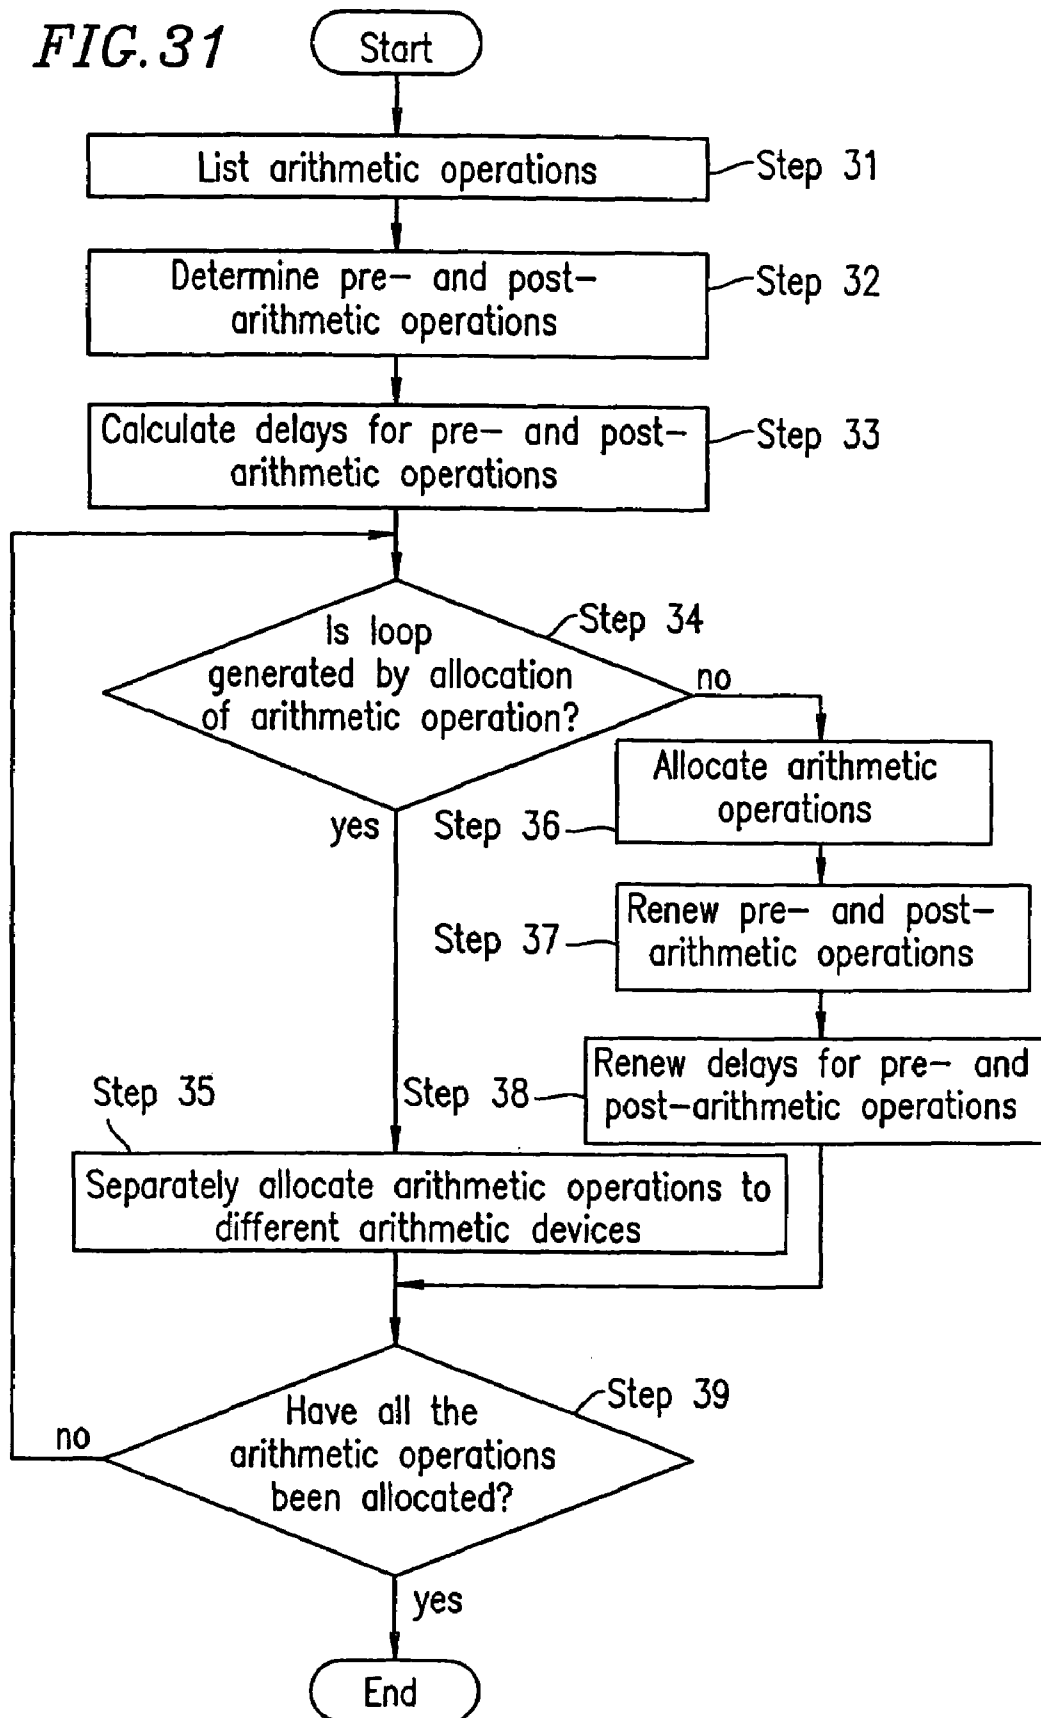 FIG.31
Start
List arithmetic operations
Step 31
Determine pre- and post-
arithmetic operations
Step 32
Calculate delays for pre- and post-
arithmetic operations
Step 33
Is loop
generated by allocation
of arithmetic operation?
Step 34
no
yes
Allocate arithmetic
operations
Step 36
Renew pre- and post-
arithmetic operations
Step 37
Renew delays for pre- and
post-arithmetic operations
Step 38
Step 35
Separately allocate arithmetic operations to
different arithmetic devices
Have all the
arithmetic operations
been allocated?
Step 39
no
yes
End